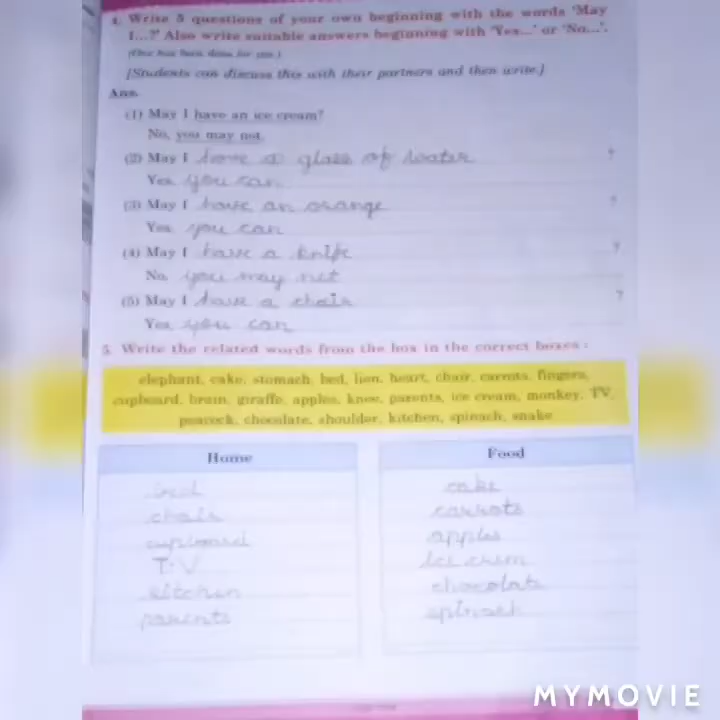 4. Write 5 questions of your own beginning with the words 'May
I...?' Also write suitable answers beginning with 'Yes...' or 'No...'.
(One has been done for you.)
[Students can discuss this with their partners and then write.]
Ans.
(1) May I have an ice cream?
No, you may not.
(2) May I have a glass of water ?
Yes you can
(3) May I have an orange ?
Yes you can
(4) May I have a knife ?
No you may not
(5) May I have a chair ?
Yes you can
5. Write the related words from the box in the correct boxes :
elephant, cake, stomach, bed, lion, heart, chair, carrots, fingers,
cupboard, brain, giraffe, apples, knee, parents, ice cream, monkey, TV,
peacock, chocolate, shoulder, kitchen, spinach, snake
Home
bed
chair
cupboard
T.V
kitchen
parents
Food
cake
carrots
apples
Ice cream
chocolate
spinach
MYMOVIE